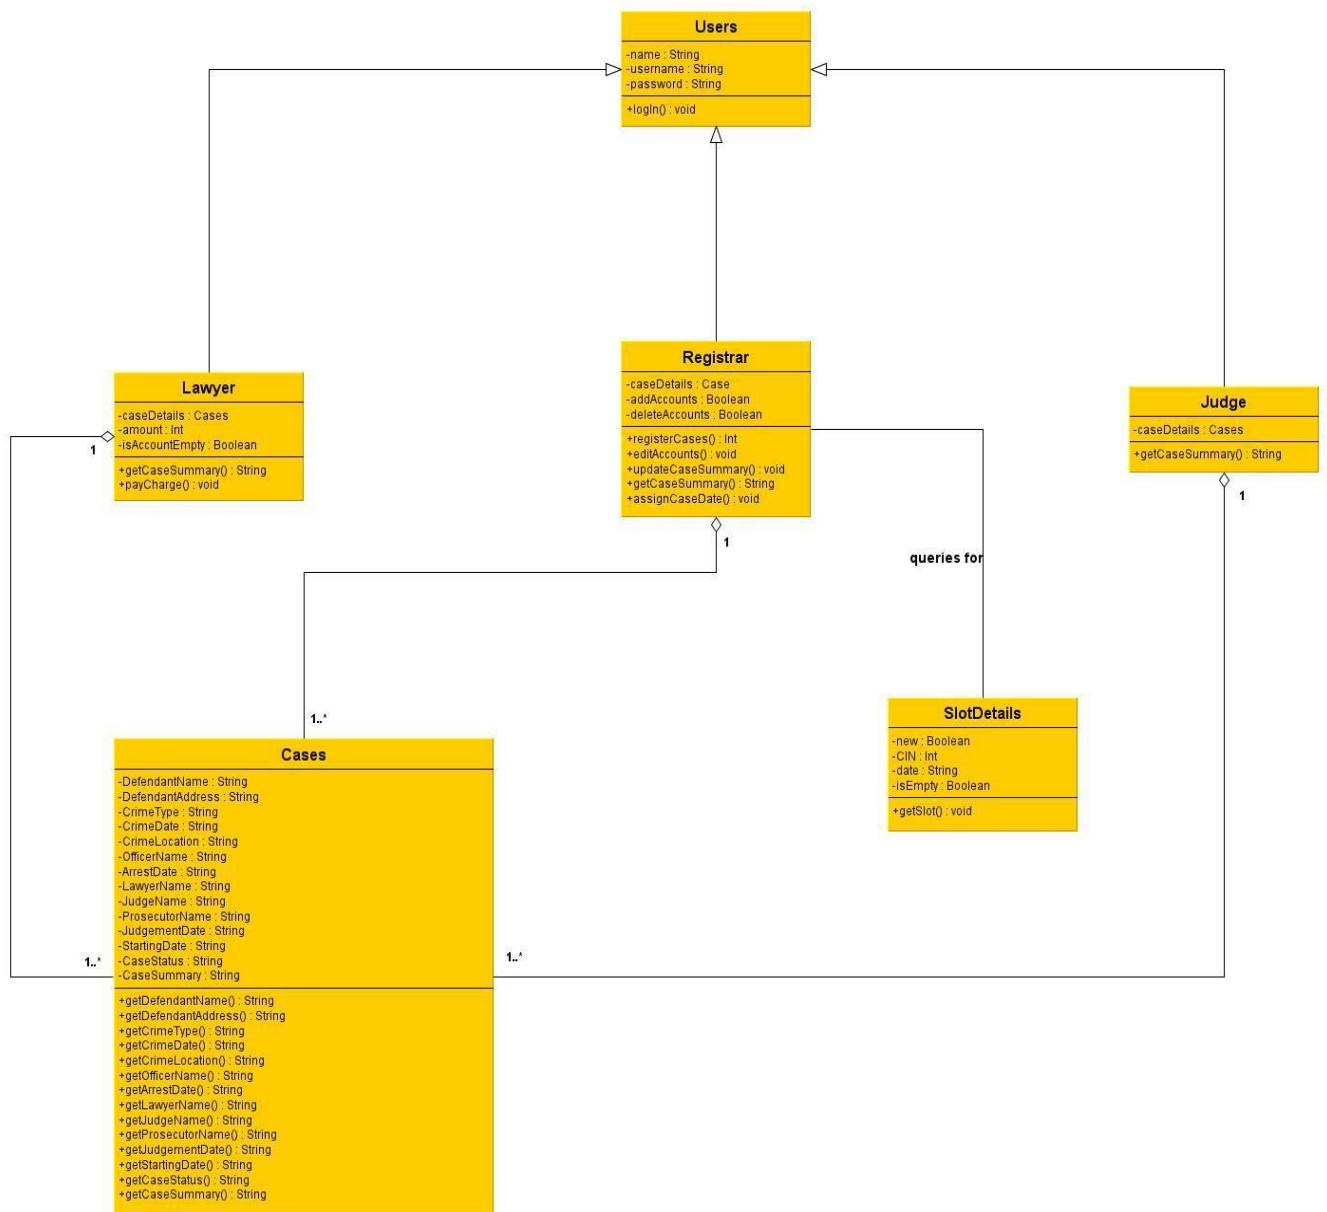 Users
-name : String
-username : String
-password : String
+logIn() : void
Lawyer
-caseDetails : Cases
-amount : Int
-isAccountEmpty : Boolean
+getCaseSummary() : String
+payCharge() : void
1
Registrar
-caseDetails : Case
-addAccounts : Boolean
-deleteAccounts : Boolean
+registerCases() : Int
+editAccounts() : void
+updateCaseSummary() : void
+getCaseSummary() : String
+assignCaseDate() : void
1
Judge
-caseDetails : Cases
+getCaseSummary() : String
1
queries for
SlotDetails
-new : Boolean
-CIN : Int
-date : String
-isEmpty : Boolean
+getSlot() : void
1..*
Cases
-DefendantName : String
-DefendantAddress : String
-CrimeType : String
-CrimeDate : String
-CrimeLocation : String
-OfficerName : String
-ArrestDate : String
-LawyerName : String
-JudgeName : String
-ProsecutorName : String
-JudgementDate : String
-StartingDate : String
-CaseStatus : String
-CaseSummary : String
1..*
1..*
+getDefendantName() : String
+getDefendantAddress() : String
+getCrimeType() : String
+getCrimeDate() : String
+getCrimeLocation() : String
+getOfficerName() : String
+getArrestDate() : String
+getLawyerName() : String
+getJudgeName() : String
+getProsecutorName() : String
+getJudgementDate() : String
+getStartingDate() : String
+getCaseStatus() : String
+getCaseSummary() : String